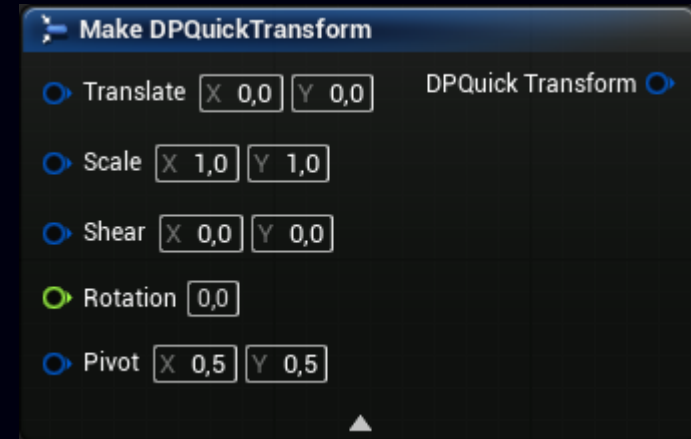 Make DPQuickTransform
Translate X 0,0 Y 0,0 DPQuick Transform
Scale X 1,0 Y 1,0
Shear X 0,0 Y 0,0
Rotation 0,0
Pivot X 0,5 Y 0,5